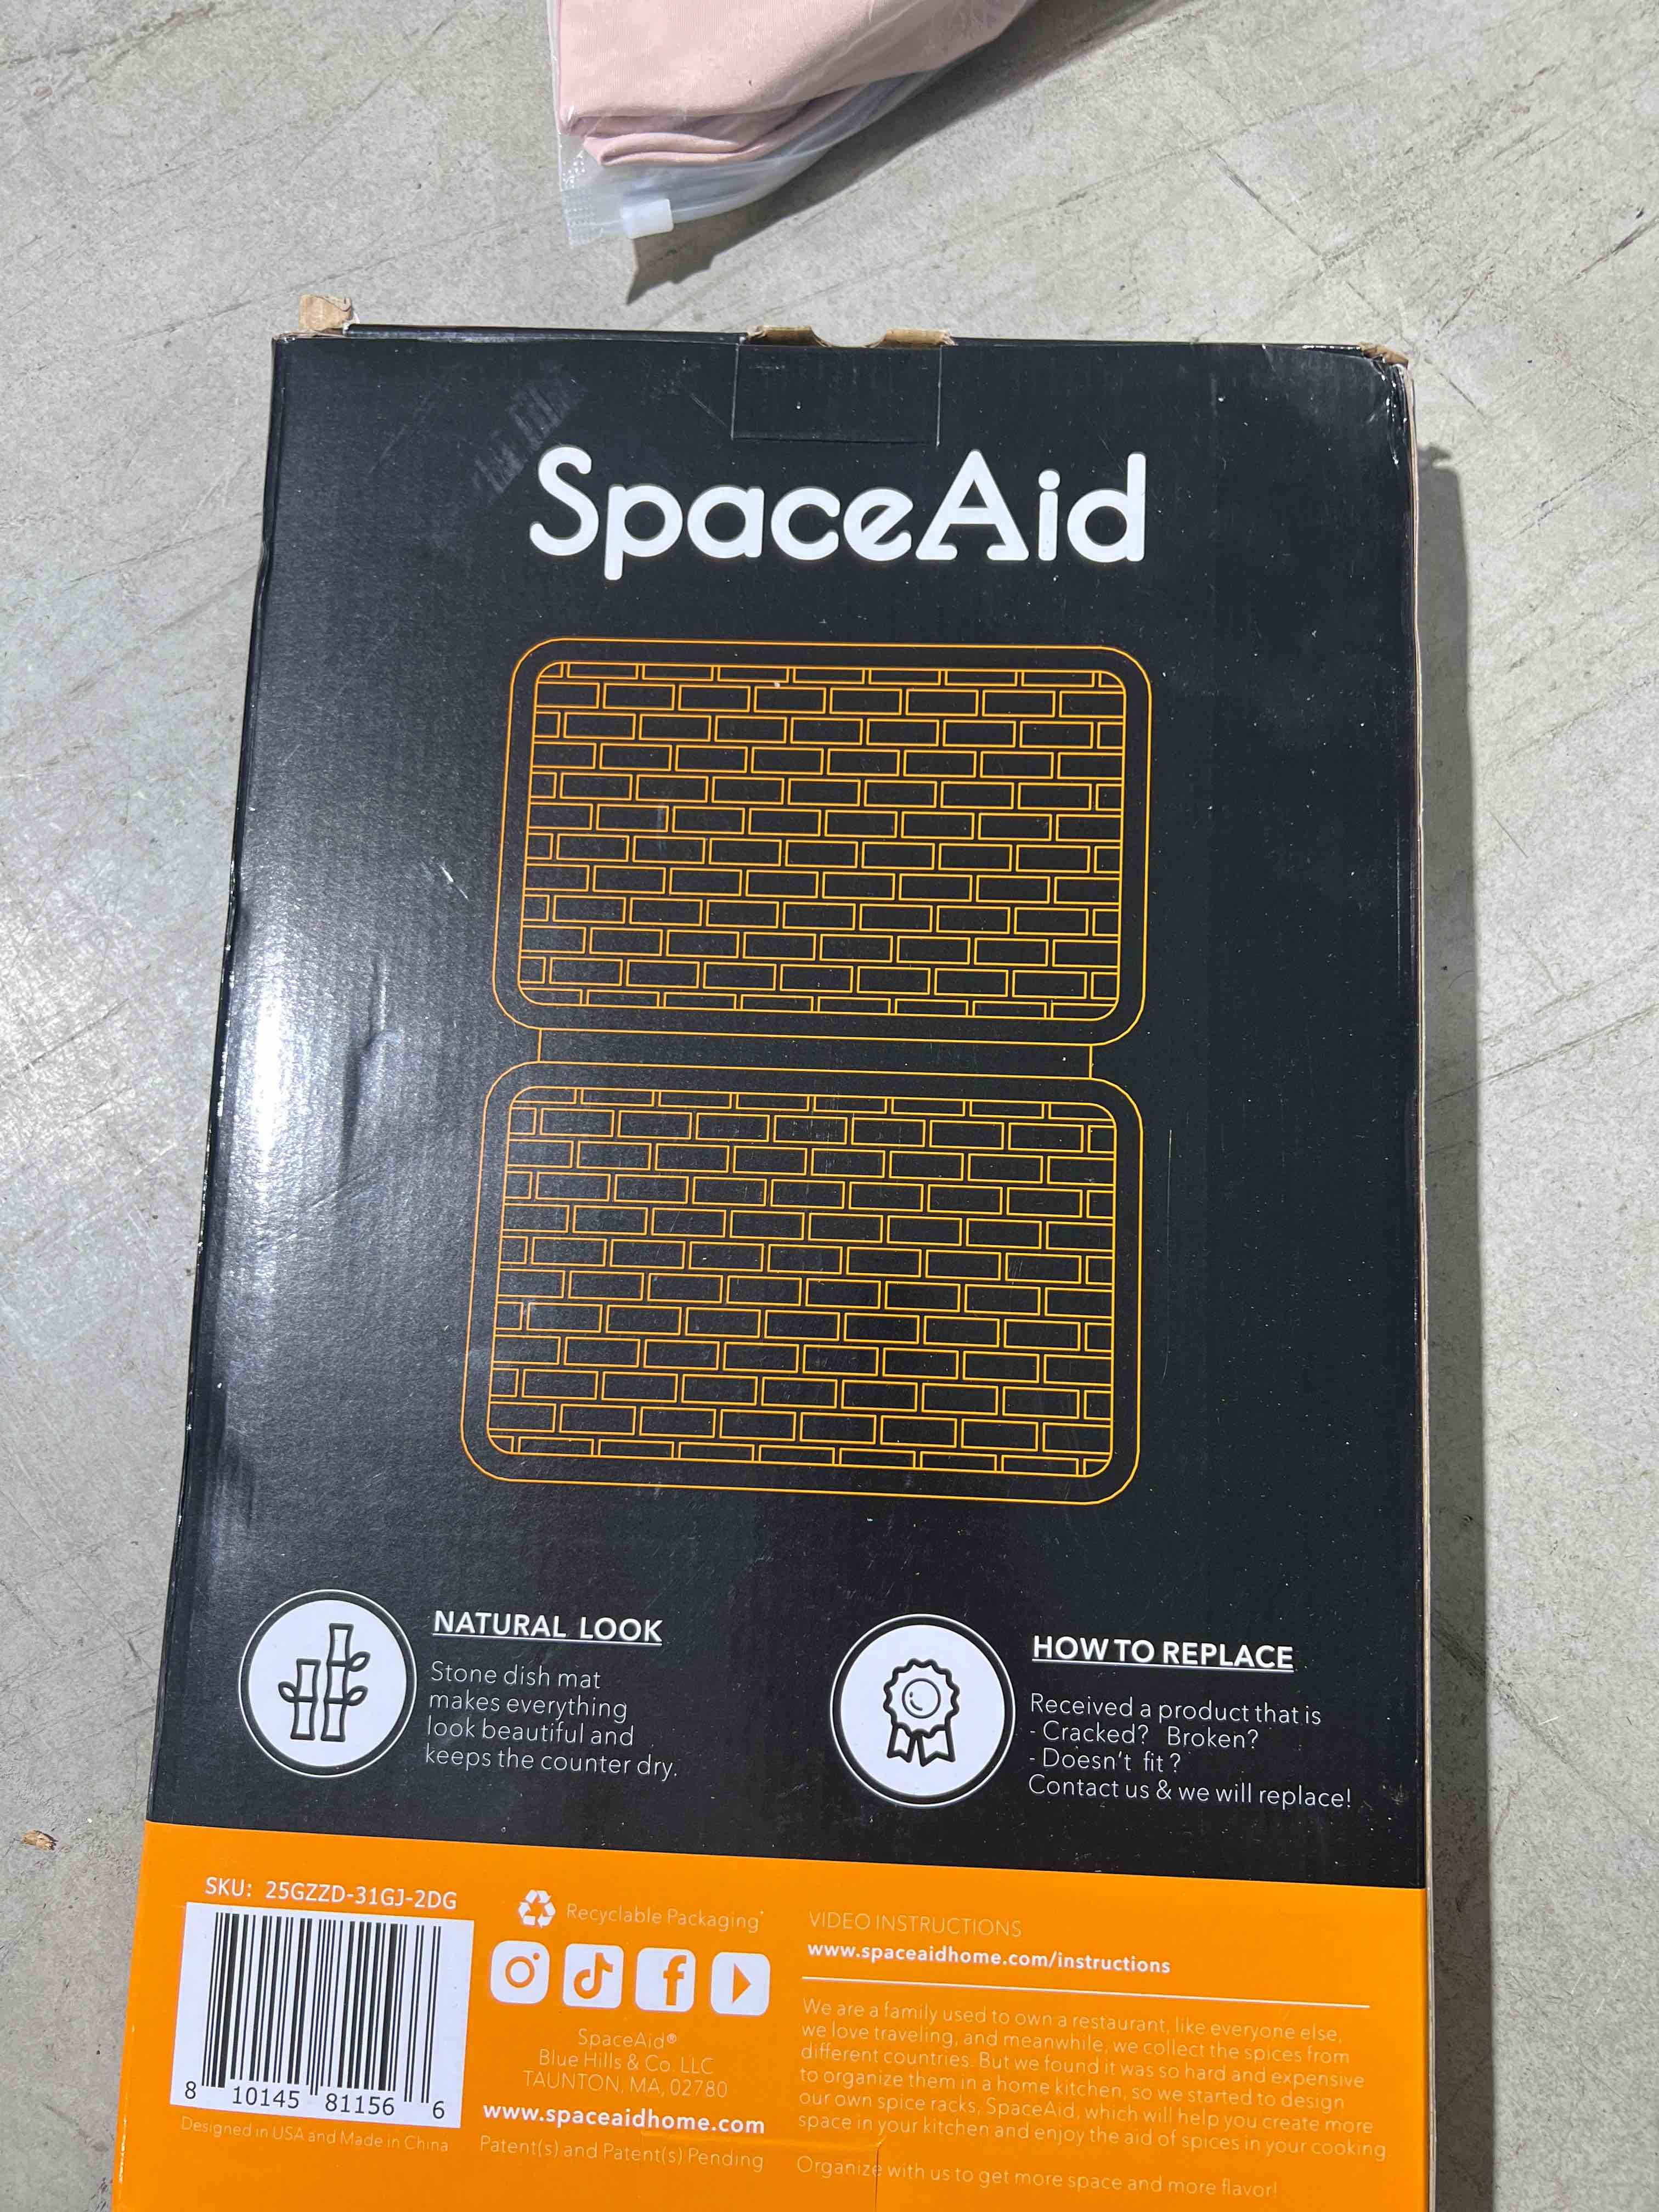 SpaceAid
NATURAL LOOK
Stone dish mat
makes everything
look beautiful and
keeps the counter dry.
HOW TO REPLACE
Received a product that is
- Cracked? Broken?
- Doesn't fit?
Contact us & we will replace!
SKU: 25GZZD-31GJ-2DG
8 10145 81156 6
Designed in USA and Made in China
Recyclable Packaging
SpaceAid®
Blue Hills & Co. LLC
TAUNTON, MA, 02780
www.spaceaidhome.com
Patent(s) and Patent(s) Pending
VIDEO INSTRUCTIONS
www.spaceaidhome.com/instructions
We are a family used to own a restaurant, like everyone else,
we love traveling, and meanwhile, we collect the spices from
different countries. But we found it was so hard and expensive
to organize them in a home kitchen, so we started to design
our own spice racks, SpaceAid, which will help you create more
space in your kitchen and enjoy the aid of spices in your cooking.
Organize with us to get more space and more flavor!